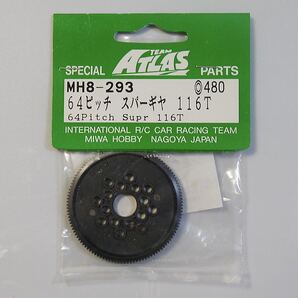 TEAM
SPECIAL ATLAS PARTS
MH8-293 ◎480
64ピッチ スパーギヤ 116T
64Pitch Supr 116T
INTERNATIONAL R/C CAR RACING TEAM
MIWA HOBBY NAGOYA JAPAN